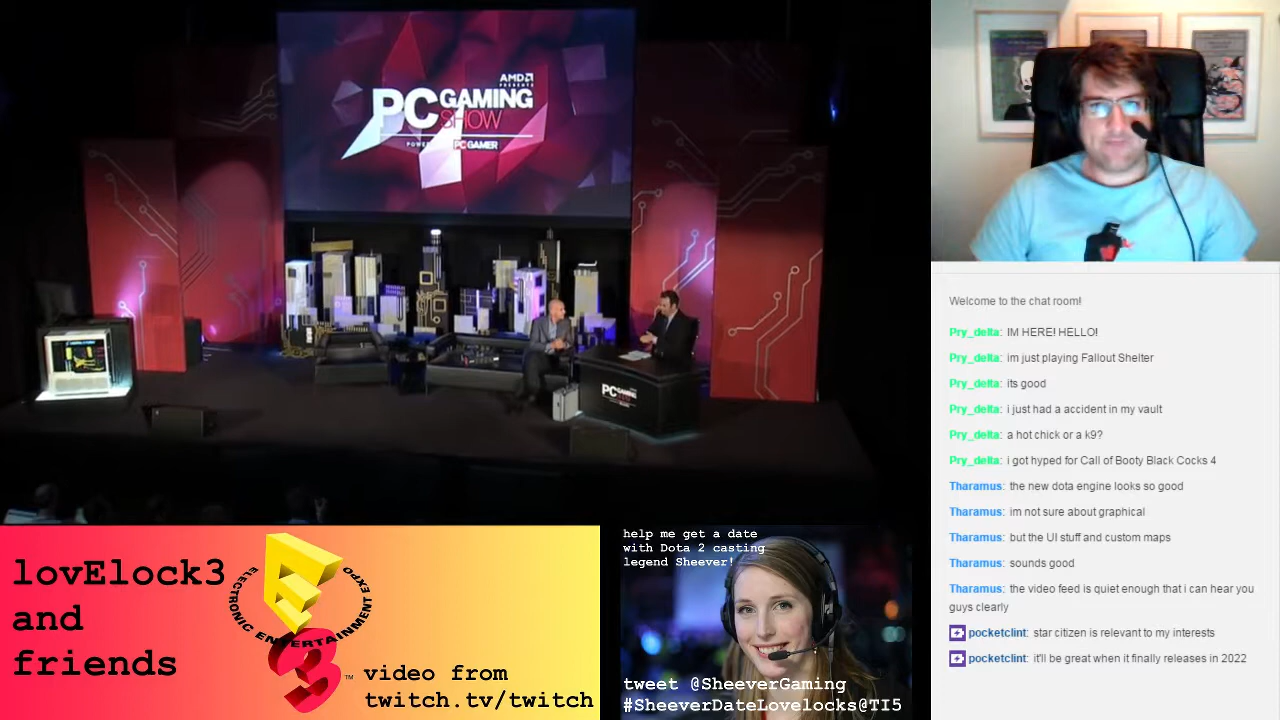 AMD
PRESENTS
PC GAMING
SHOW
PC GAMER
PC GAMING
lovElock3
and
friends
ELECTRONIC ENTERTAINMENT EXPO
E3
TM
video from
twitch.tv/twitch
help me get a date
with Dota 2 casting
legend Sheever!
tweet @SheeverGaming
#SheeverDateLovelocks@TI5
Welcome to the chat room!
Pry_delta: IM HERE! HELLO!
Pry_delta: im just playing Fallout Shelter
Pry_delta: its good
Pry_delta: i just had a accident in my vault
Pry_delta: a hot chick or a k9?
Pry_delta: i got hyped for Call of Booty Black Cocks 4
Tharamus: the new dota engine looks so good
Tharamus: im not sure about graphical
Tharamus: but the UI stuff and custom maps
Tharamus: sounds good
Tharamus: the video feed is quiet enough that i can hear you
guys clearly
pocketclint: star citizen is relevant to my interests
pocketclint: it'll be great when it finally releases in 2022